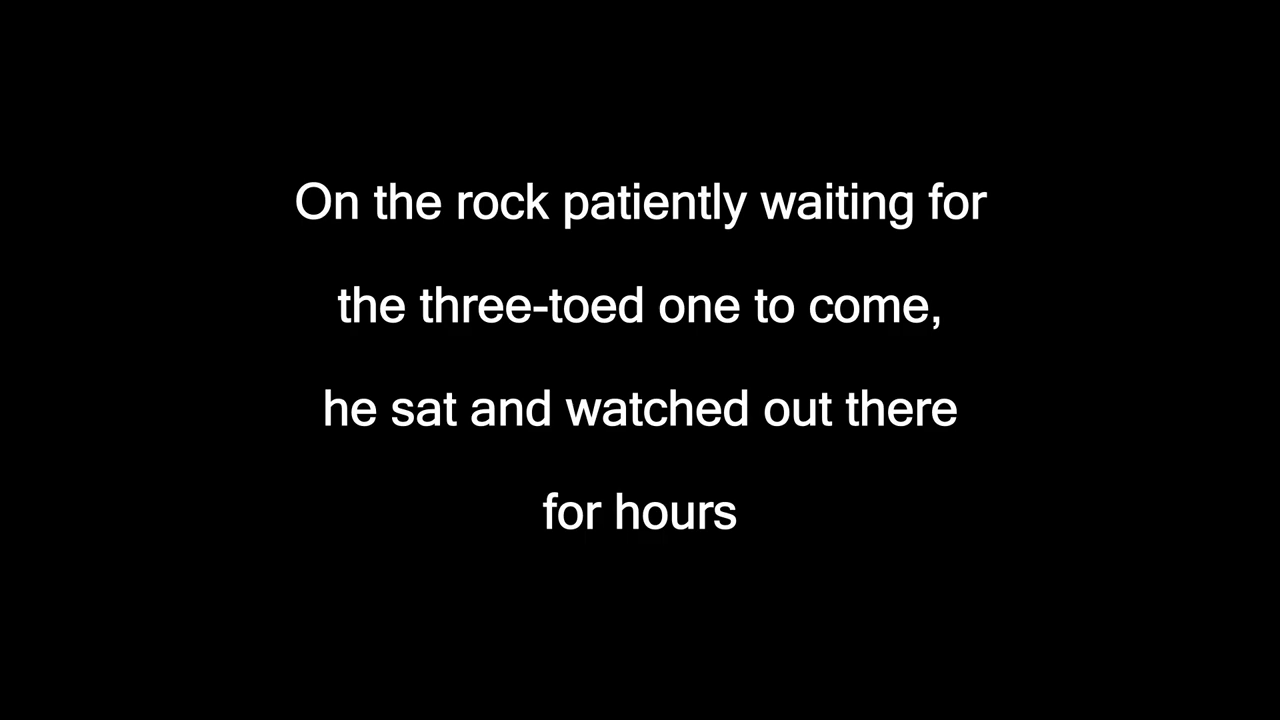 On the rock patiently waiting for
the three-toed one to come,
he sat and watched out there
for hours